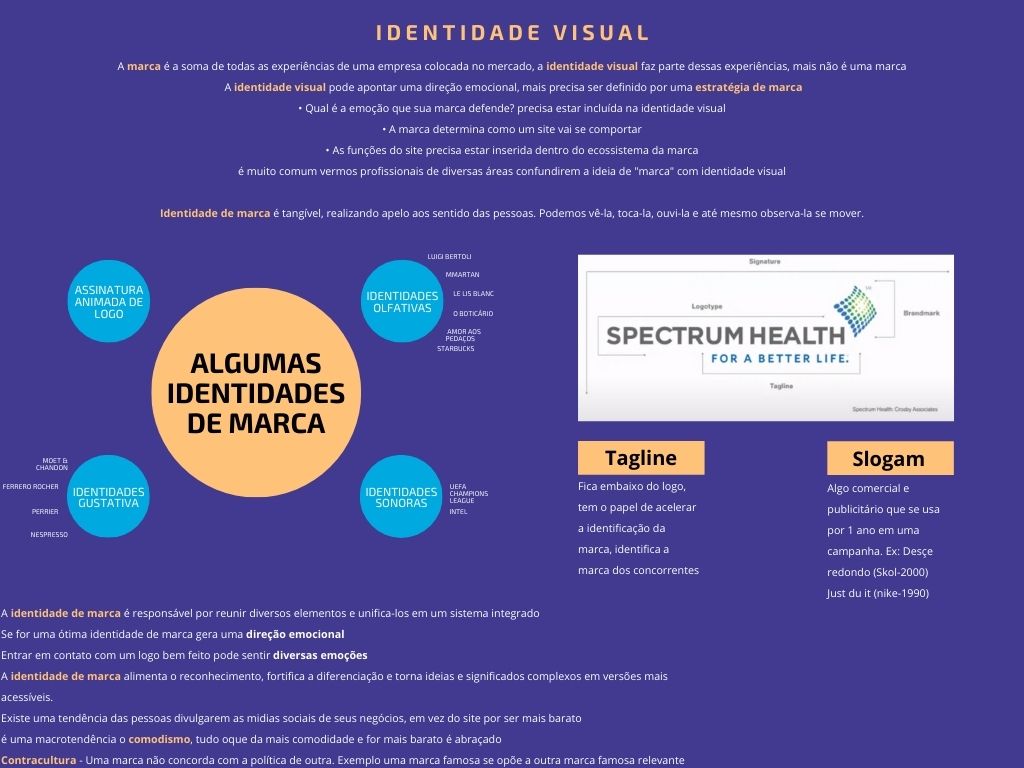 IDENTIDADE VISUAL
A marca é a soma de todas as experiências de uma empresa colocada no mercado, a identidade visual faz parte dessas experiências, mais não é uma marca
A identidade visual pode apontar uma direção emocional, mais precisa ser definido por uma estratégia de marca
• Qual é a emoção que sua marca defende? precisa estar incluída na identidade visual
• A marca determina como um site vai se comportar
• As funções do site precisa estar inserida dentro do ecossistema da marca
é muito comum vermos profissionais de diversas áreas confundirem a ideia de "marca" com identidade visual
Identidade de marca é tangível, realizando apelo aos sentido das pessoas. Podemos vê-la, toca-la, ouvi-la e até mesmo observa-la se mover.
ASSINATURA
ANIMADA DE
LOGO
ALGUMAS
IDENTIDADES
DE MARCA
IDENTIDADES
OLFATIVAS
LUIGI BERTOLI
MMARTAN
LE LIS BLANC
O BOTICÁRIO
AMOR AOS
PEDAÇOS
STARBUCKS
MOET &
CHANDON
FERRERO ROCHER
PERRIER
NESPRESSO
IDENTIDADES
GUSTATIVA
IDENTIDADES
SONORAS
UEFA
CHAMPIONS
LEAGUE
INTEL
Signature
Logotype
Brandmark
SPECTRUM HEALTH
TM
FOR A BETTER LIFE.
Tagline
Spectrum Health: Crosby Associates
Tagline
Fica embaixo do logo,
tem o papel de acelerar
a identificação da
marca, identifica a
marca dos concorrentes
Slogam
Algo comercial e
publicitário que se usa
por 1 ano em uma
campanha. Ex: Desçe
redondo (Skol-2000)
Just du it (nike-1990)
A identidade de marca é responsável por reunir diversos elementos e unifica-los em um sistema integrado
Se for uma ótima identidade de marca gera uma direção emocional
Entrar em contato com um logo bem feito pode sentir diversas emoções
A identidade de marca alimenta o reconhecimento, fortifica a diferenciação e torna ideias e significados complexos em versões mais
acessíveis.
Existe uma tendência das pessoas divulgarem as midias sociais de seus negócios, em vez do site por ser mais barato
é uma macrotendência o comodismo, tudo oque da mais comodidade e for mais barato é abraçado
Contracultura - Uma marca não concorda com a política de outra. Exemplo uma marca famosa se opõe a outra marca famosa relevante